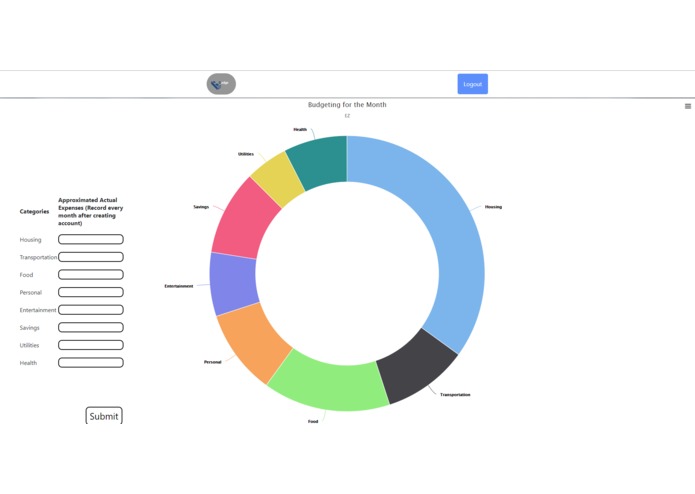 Logout
Budgeting for the Month
12
Categories
Approximated Actual
Expenses (Record every
month after creating
account)
Housing
Transportation
Food
Personal
Entertainment
Savings
Utilities
Health
Submit
Health
Utilities
Savings
Entertainment
Personal
Food
Transportation
Housing